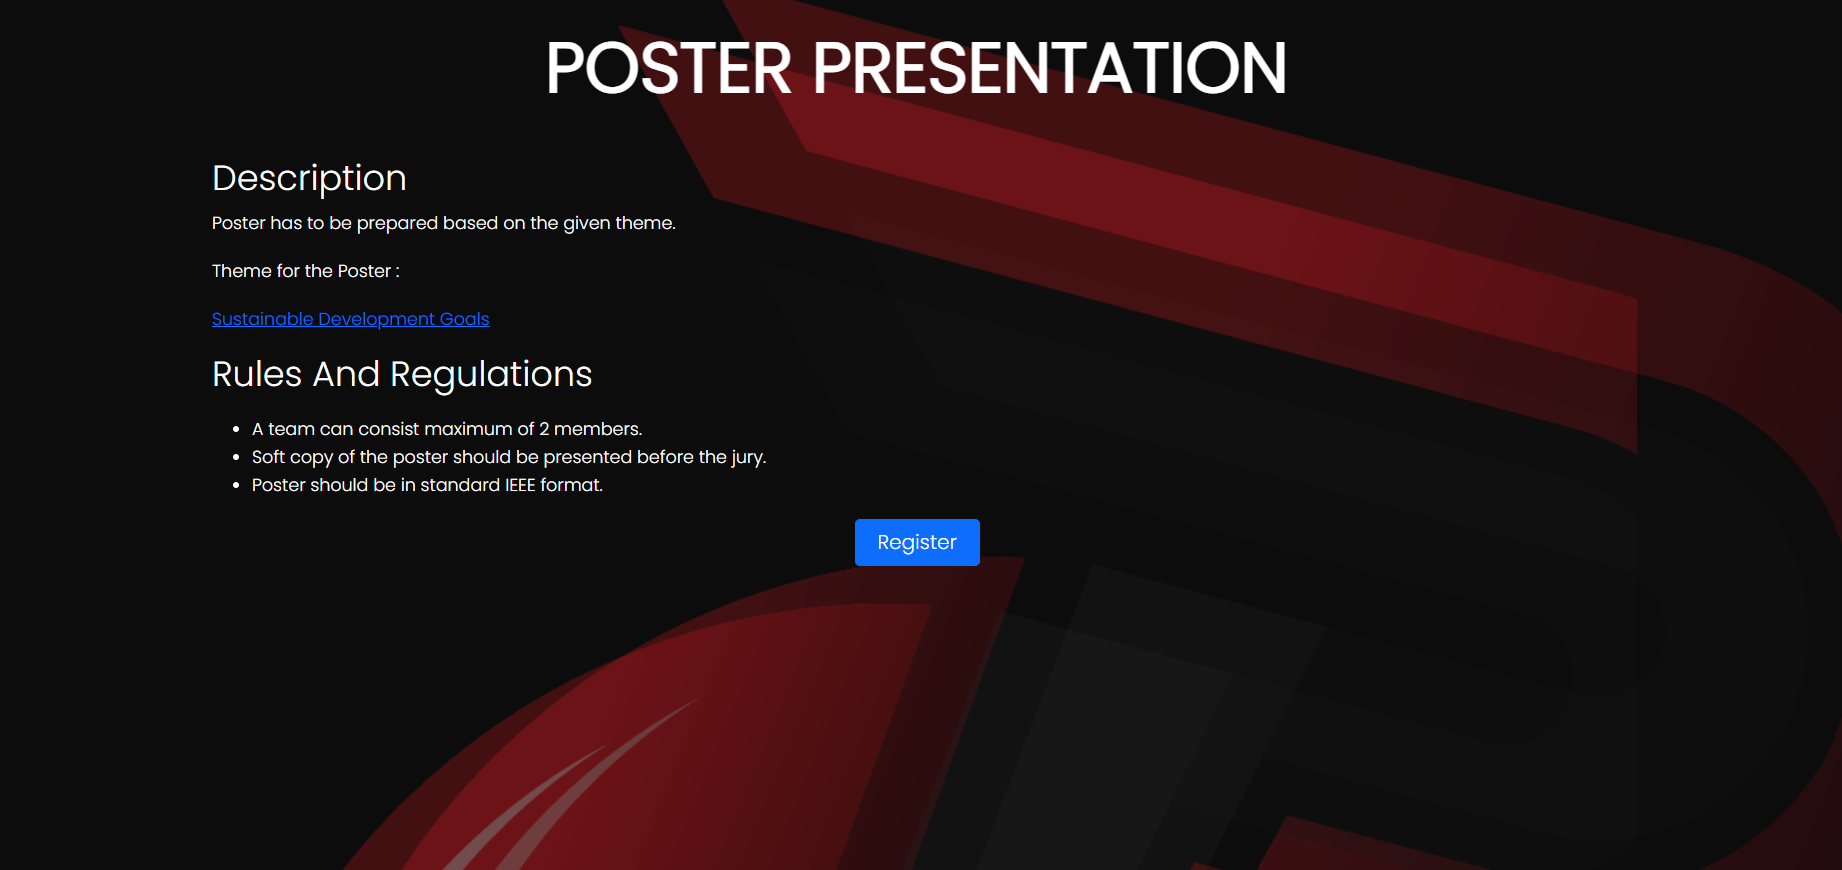 POSTER PRESENTATION
Description
Poster has to be prepared based on the given theme.
Theme for the Poster :
Sustainable Development Goals
Rules And Regulations
• A team can consist maximum of 2 members.
• Soft copy of the poster should be presented before the jury.
• Poster should be in standard IEEE format.
Register